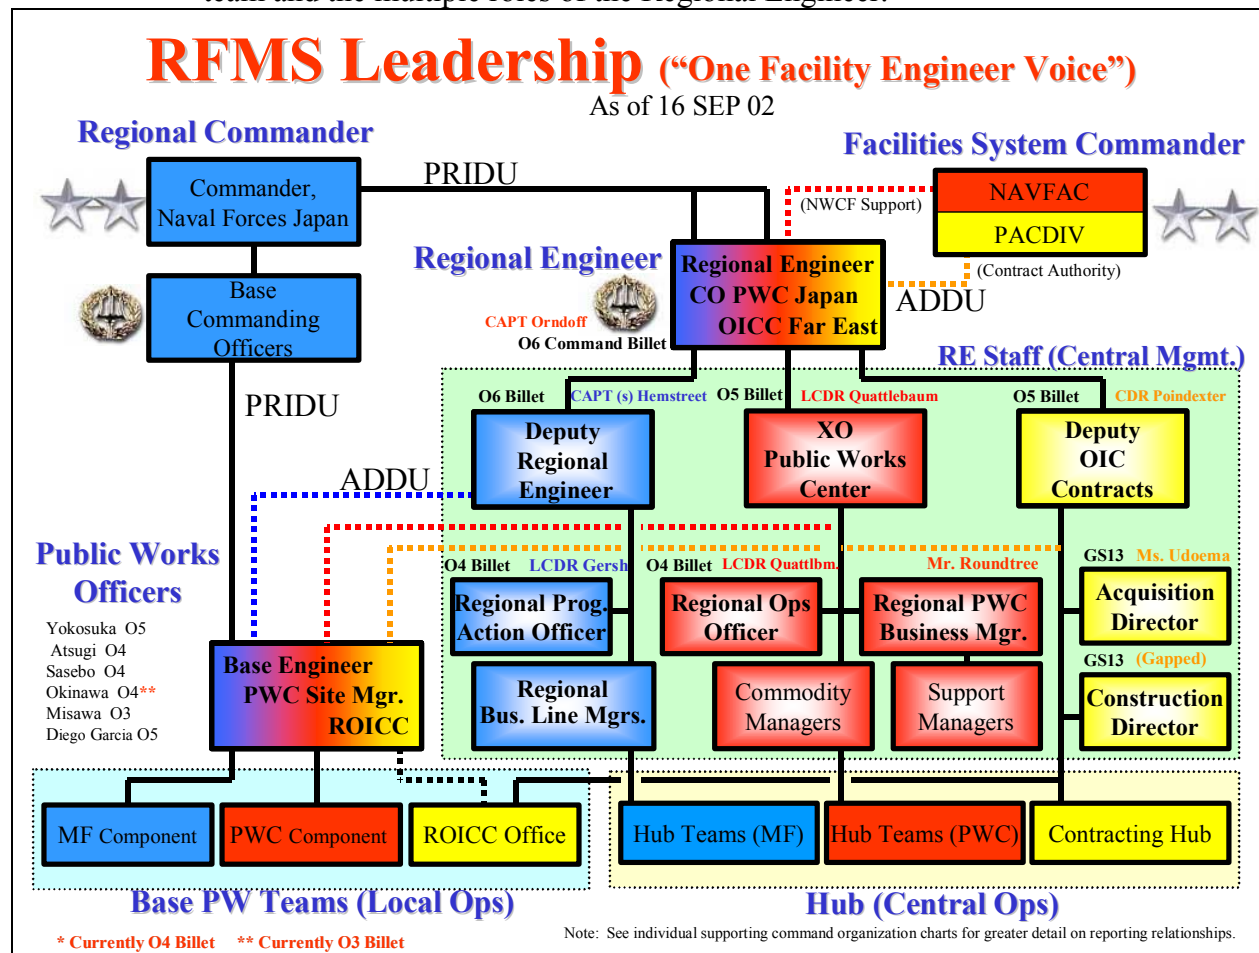 team and the multiple roles of the Regional Engineer.
RFMS Leadership (“One Facility Engineer Voice”)
As of 16 SEP 02
Regional Commander
Facilities System Commander
Commander,
Naval Forces Japan
PRIDU
(NWCF Support)
NAVFAC
PACDIV
(Contract Authority)
ADDU
Regional Engineer
Regional Engineer
CO PWC Japan
OICC Far East
CAPT Orndoff
O6 Command Billet
Base
Commanding
Officers
PRIDU
RE Staff (Central Mgmt.)
O6 Billet
CAPT (s) Hemstreet
O5 Billet
LCDR Quattlebaum
O5 Billet
CDR Poindexter
Deputy
Regional
Engineer
XO
Public Works
Center
Deputy
OIC
Contracts
ADDU
Public Works
Officers
Yokosuka O5
Atsugi O4
Sasebo O4
Okinawa O4**
Misawa O3
Diego Garcia O5
O4 Billet
LCDR Gersh
O4 Billet
LCDR Quattlbm.
Mr. Roundtree
GS13
Ms. Udoema
Regional Prog.
Action Officer
Regional Ops
Officer
Regional PWC
Business Mgr.
Acquisition
Director
Base Engineer
PWC Site Mgr.
ROICC
GS13
(Gapped)
Regional
Bus. Line Mgrs.
Commodity
Managers
Support
Managers
Construction
Director
MF Component
PWC Component
ROICC Office
Hub Teams (MF)
Hub Teams (PWC)
Contracting Hub
Base PW Teams (Local Ops)
Hub (Central Ops)
* Currently O4 Billet
** Currently O3 Billet
Note: See individual supporting command organization charts for greater detail on reporting relationships.